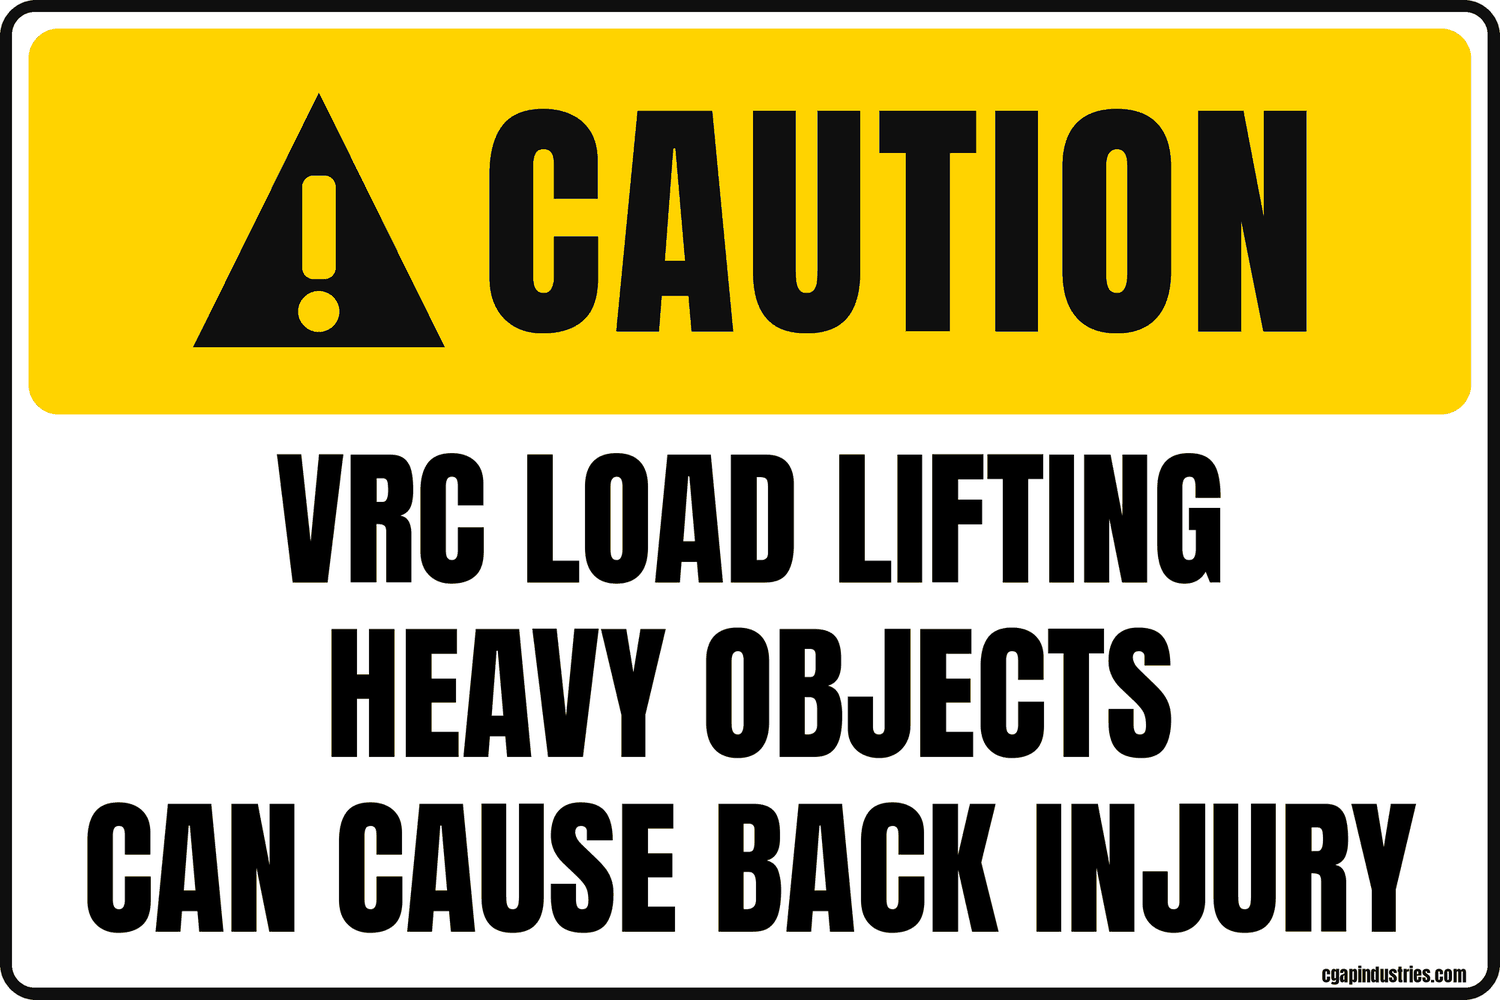 CAUTION
VRC LOAD LIFTING
HEAVY OBJECTS
CAN CAUSE BACK INJURY
cgapindustries.com